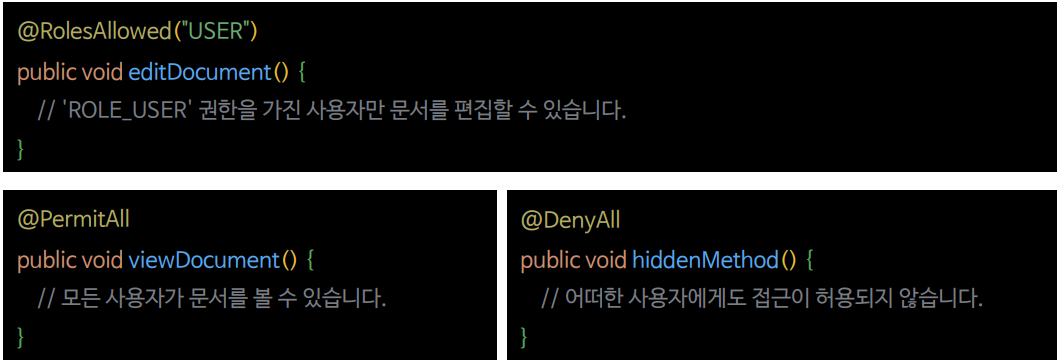 @RolesAllowed("USER")
public void editDocument() {
// 'ROLE_USER' 권한을 가진 사용자만 문서를 편집할 수 있습니다.
}
@PermitAll
public void viewDocument() {
// 모든 사용자가 문서를 볼 수 있습니다.
}
@DenyAll
public void hiddenMethod() {
// 어떠한 사용자에게도 접근이 허용되지 않습니다.
}